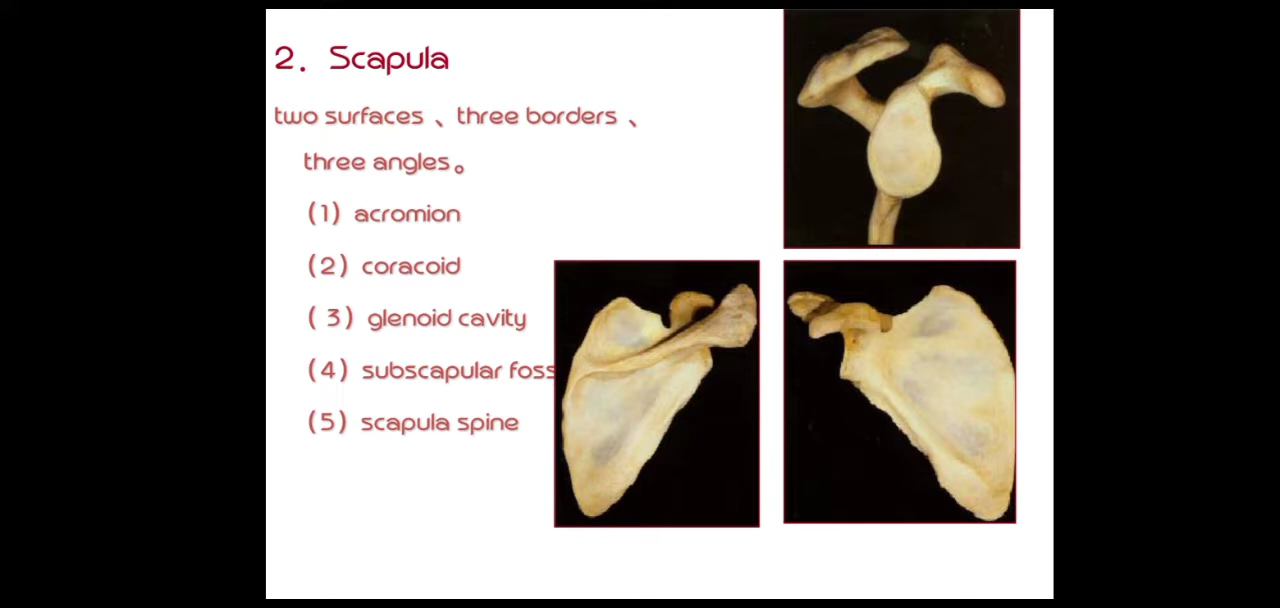 2. Scapula
two surfaces 、three borders 、
three angles。
(1) acromion
(2) coracoid
( 3) glenoid cavity
(4) subscapular foss
(5) scapula spine